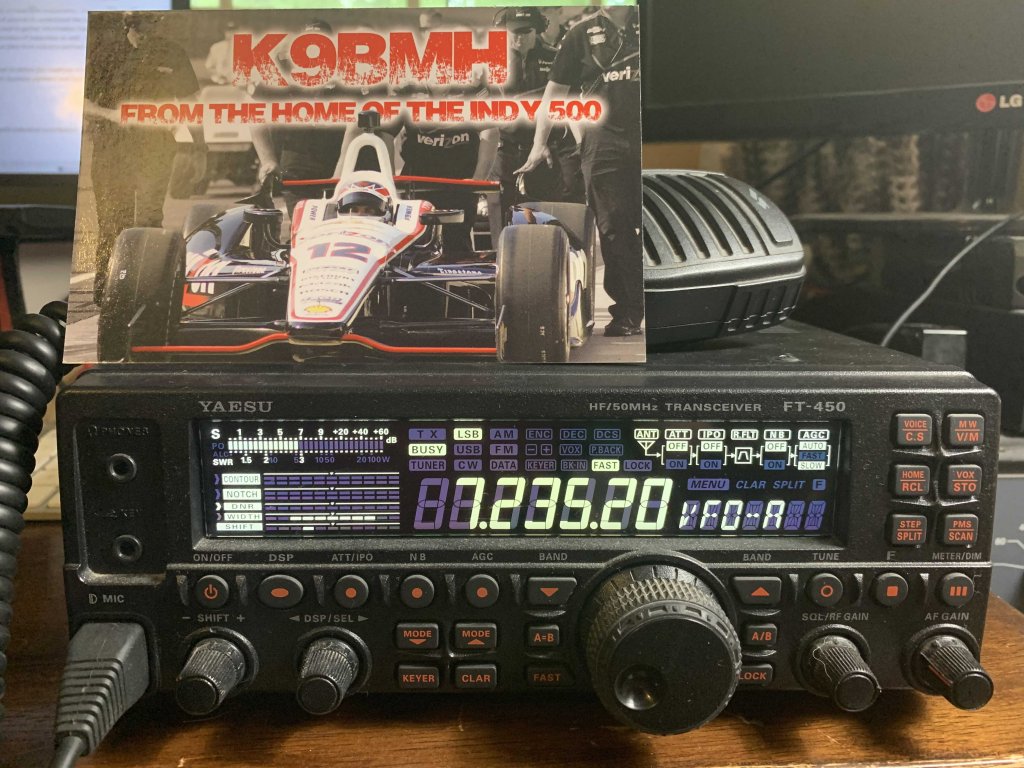 K9BMH
FROM THE HOME OF THE INDY 500
verizon
12
Firestone
LG
YAESU
HF/50MHz TRANSCEIVER FT-450
PHONES
KEY
S 1 3 5 7 9 +20 +40 +60 dB
PO
ALC
SWR 1.5 2 3
10 50 20 100W
TX LSB AM ENC DEC DCS
BUSY USB FM - + VOX P.BACK
TUNER CW DATA KEYER BK-IN FAST LOCK
ANT ATT IPO R.FLT NB AGC
OFF OFF OFF AUTO
ON ON ON FAST
SLOW
MENU CLAR SPLIT F
CONTOUR
NOTCH
DNR
WIDTH
SHIFT
7.235.20 VFO-A
VOICE C.S
MW V/M
HOME RCL
VOX STO
STEP SPLIT
PMS SCAN
ON/OFF DSP ATT/IPO NB AGC BAND BAND TUNE F METER/DIM
MIC
- SHIFT +
DSP/SEL
MODE MODE A=B A/B
KEYER CLAR FAST LOCK
SQL/RF GAIN
AF GAIN